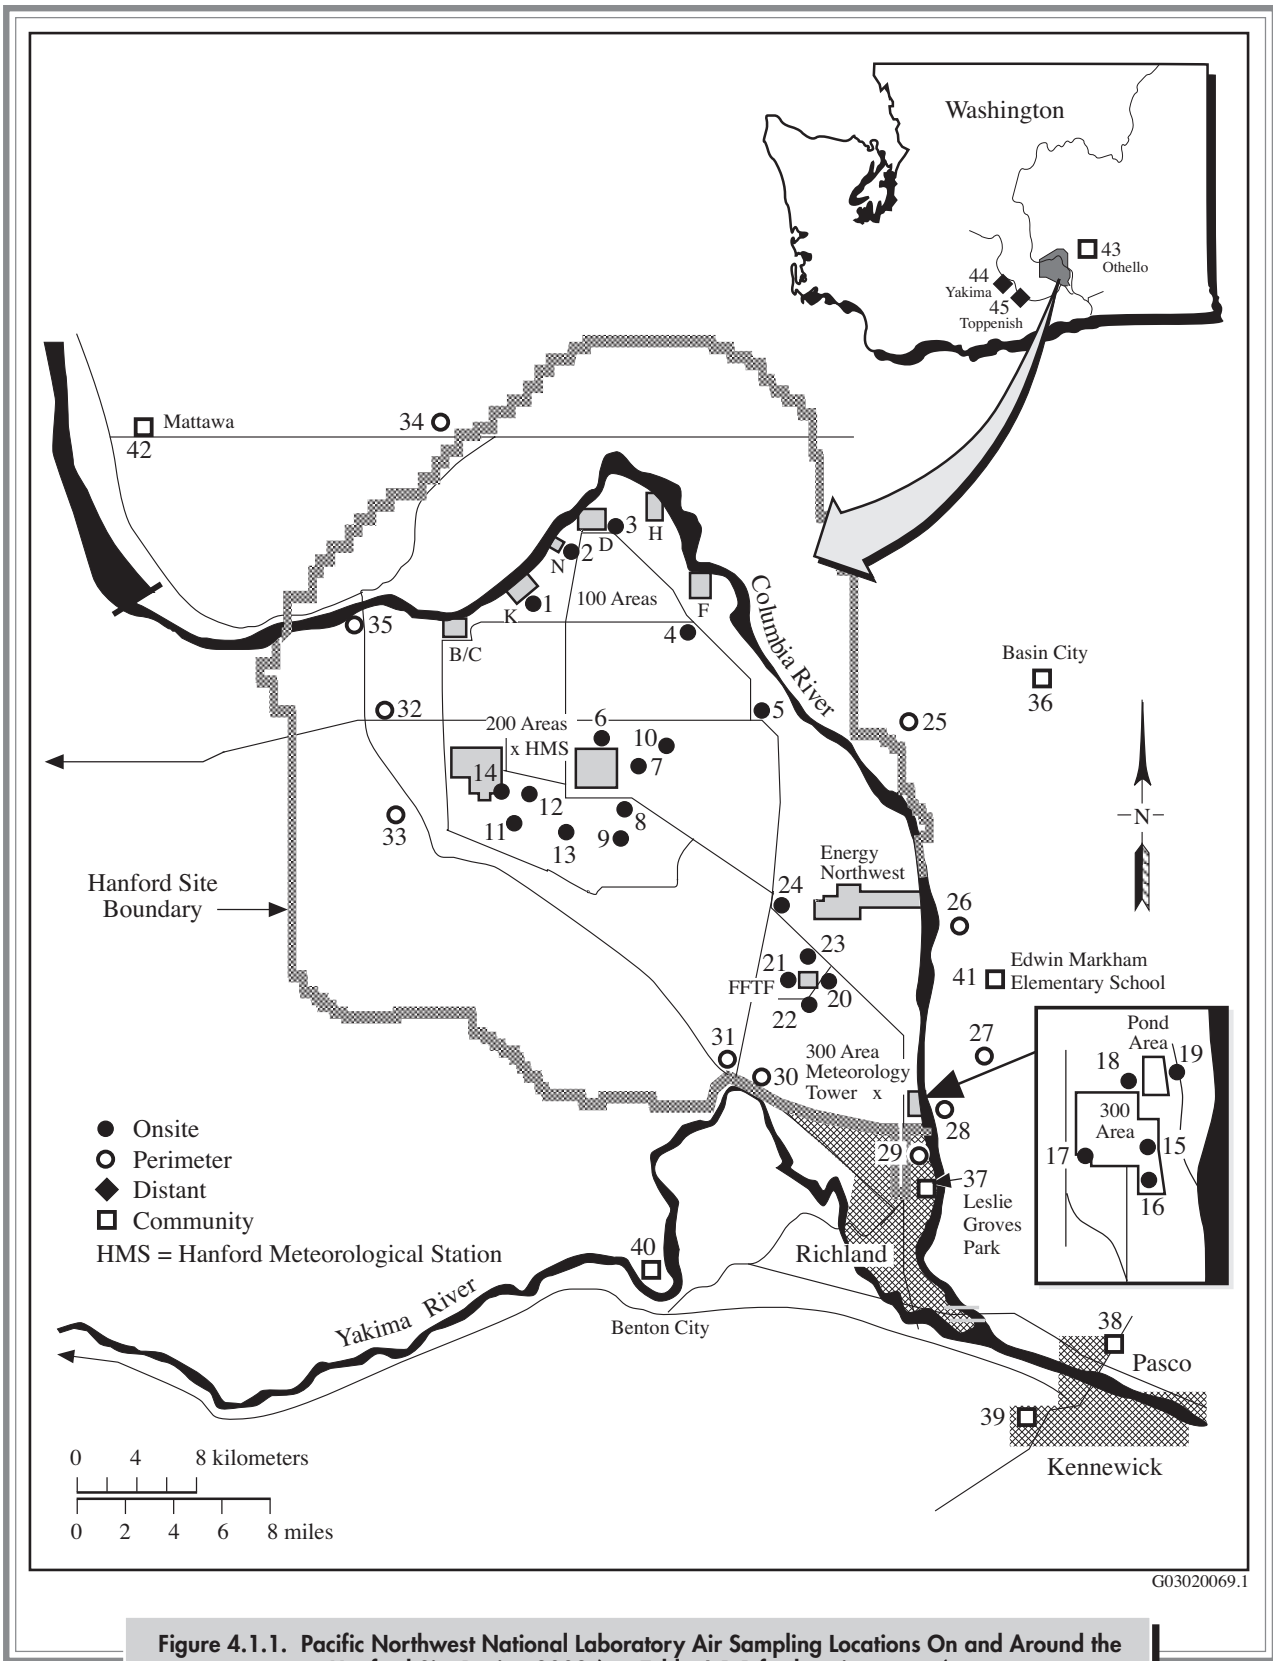 Washington
43
Othello
44
Yakima
45
Toppenish
Mattawa
42
34
3
H
D
N
2
K
1
100 Areas
F
35
4
B/C
Columbia River
Basin City
36
32
5
25
200 Areas
6
x HMS
10
7
14
12
11
8
33
13
9
N
Energy
Northwest
Hanford Site
Boundary
24
26
23
21
FFTF
20
22
41
Edwin Markham
Elementary School
31
30
300 Area
Meteorology
Tower x
27
28
Pond
Area
18
19
300
Area
17
15
16
29
37
Leslie
Groves
Park
Onsite
Perimeter
Distant
Community
HMS = Hanford Meteorological Station
40
Richland
Yakima River
Benton City
38
Pasco
39
Kennewick
0 4 8 kilometers
0 2 4 6 8 miles
G03020069.1
Figure 4.1.1. Pacific Northwest National Laboratory Air Sampling Locations On and Around the